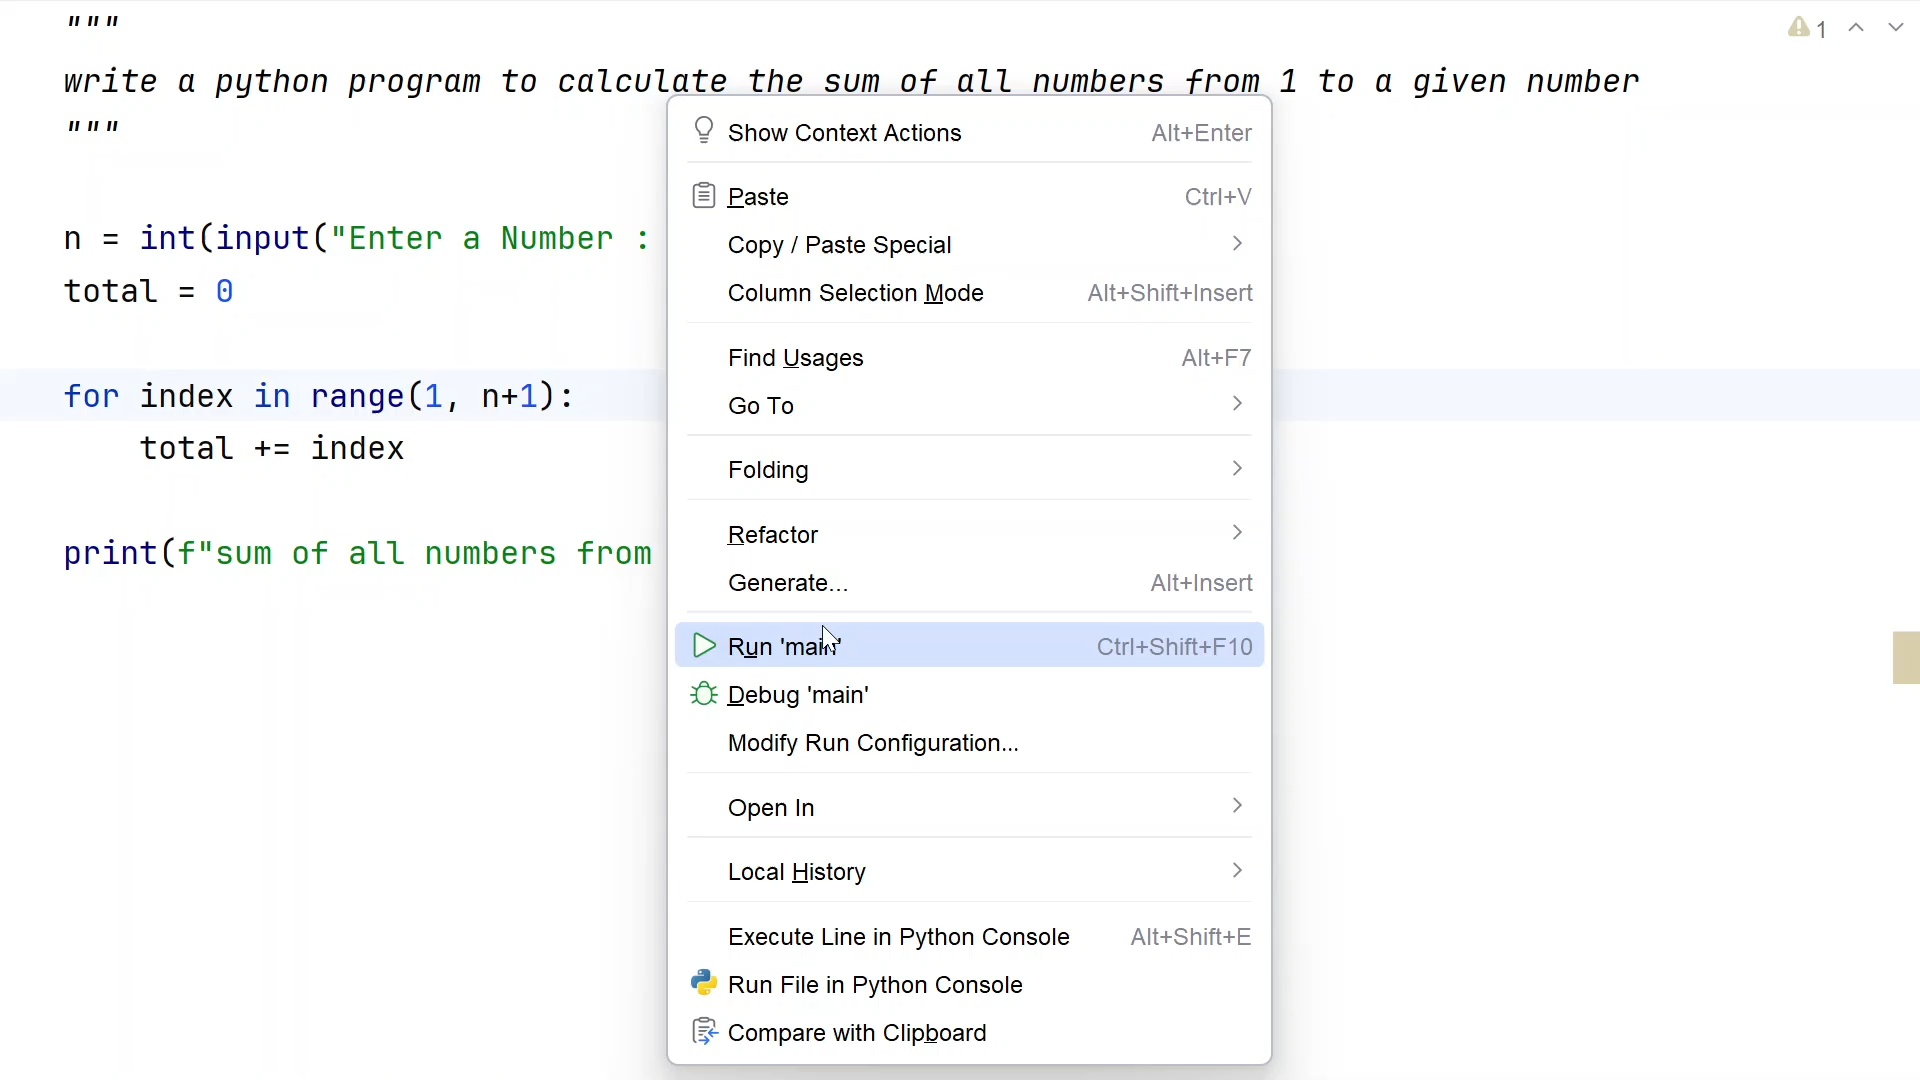 """
1
write a python program to calculate the sum of all numbers from 1 to a given number
"""
n = int(input("Enter a Number :
total = 0
for index in range(1, n+1):
total += index
print(f"sum of all numbers from
Show Context Actions Alt+Enter
Paste Ctrl+V
Copy / Paste Special
Column Selection Mode Alt+Shift+Insert
Find Usages Alt+F7
Go To
Folding
Refactor
Generate... Alt+Insert
Run 'main' Ctrl+Shift+F10
Debug 'main'
Modify Run Configuration...
Open In
Local History
Execute Line in Python Console Alt+Shift+E
Run File in Python Console
Compare with Clipboard